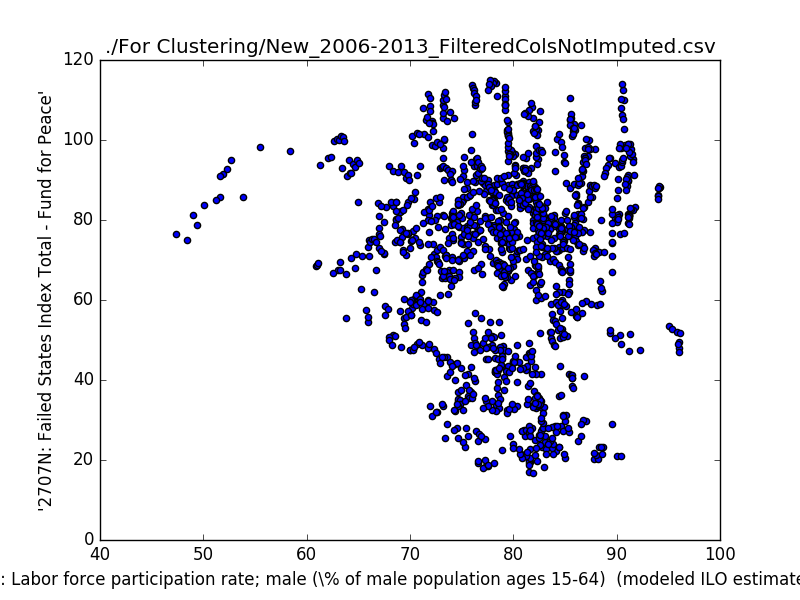 ./For Clustering/New_2006-2013_FilteredColsNotImputed.csv
'2707N: Failed States Index Total - Fund for Peace'
120
100
80
60
40
20
0
40 50 60 70 80 90 100
: Labor force participation rate; male (\% of male population ages 15-64)  (modeled ILO estimate